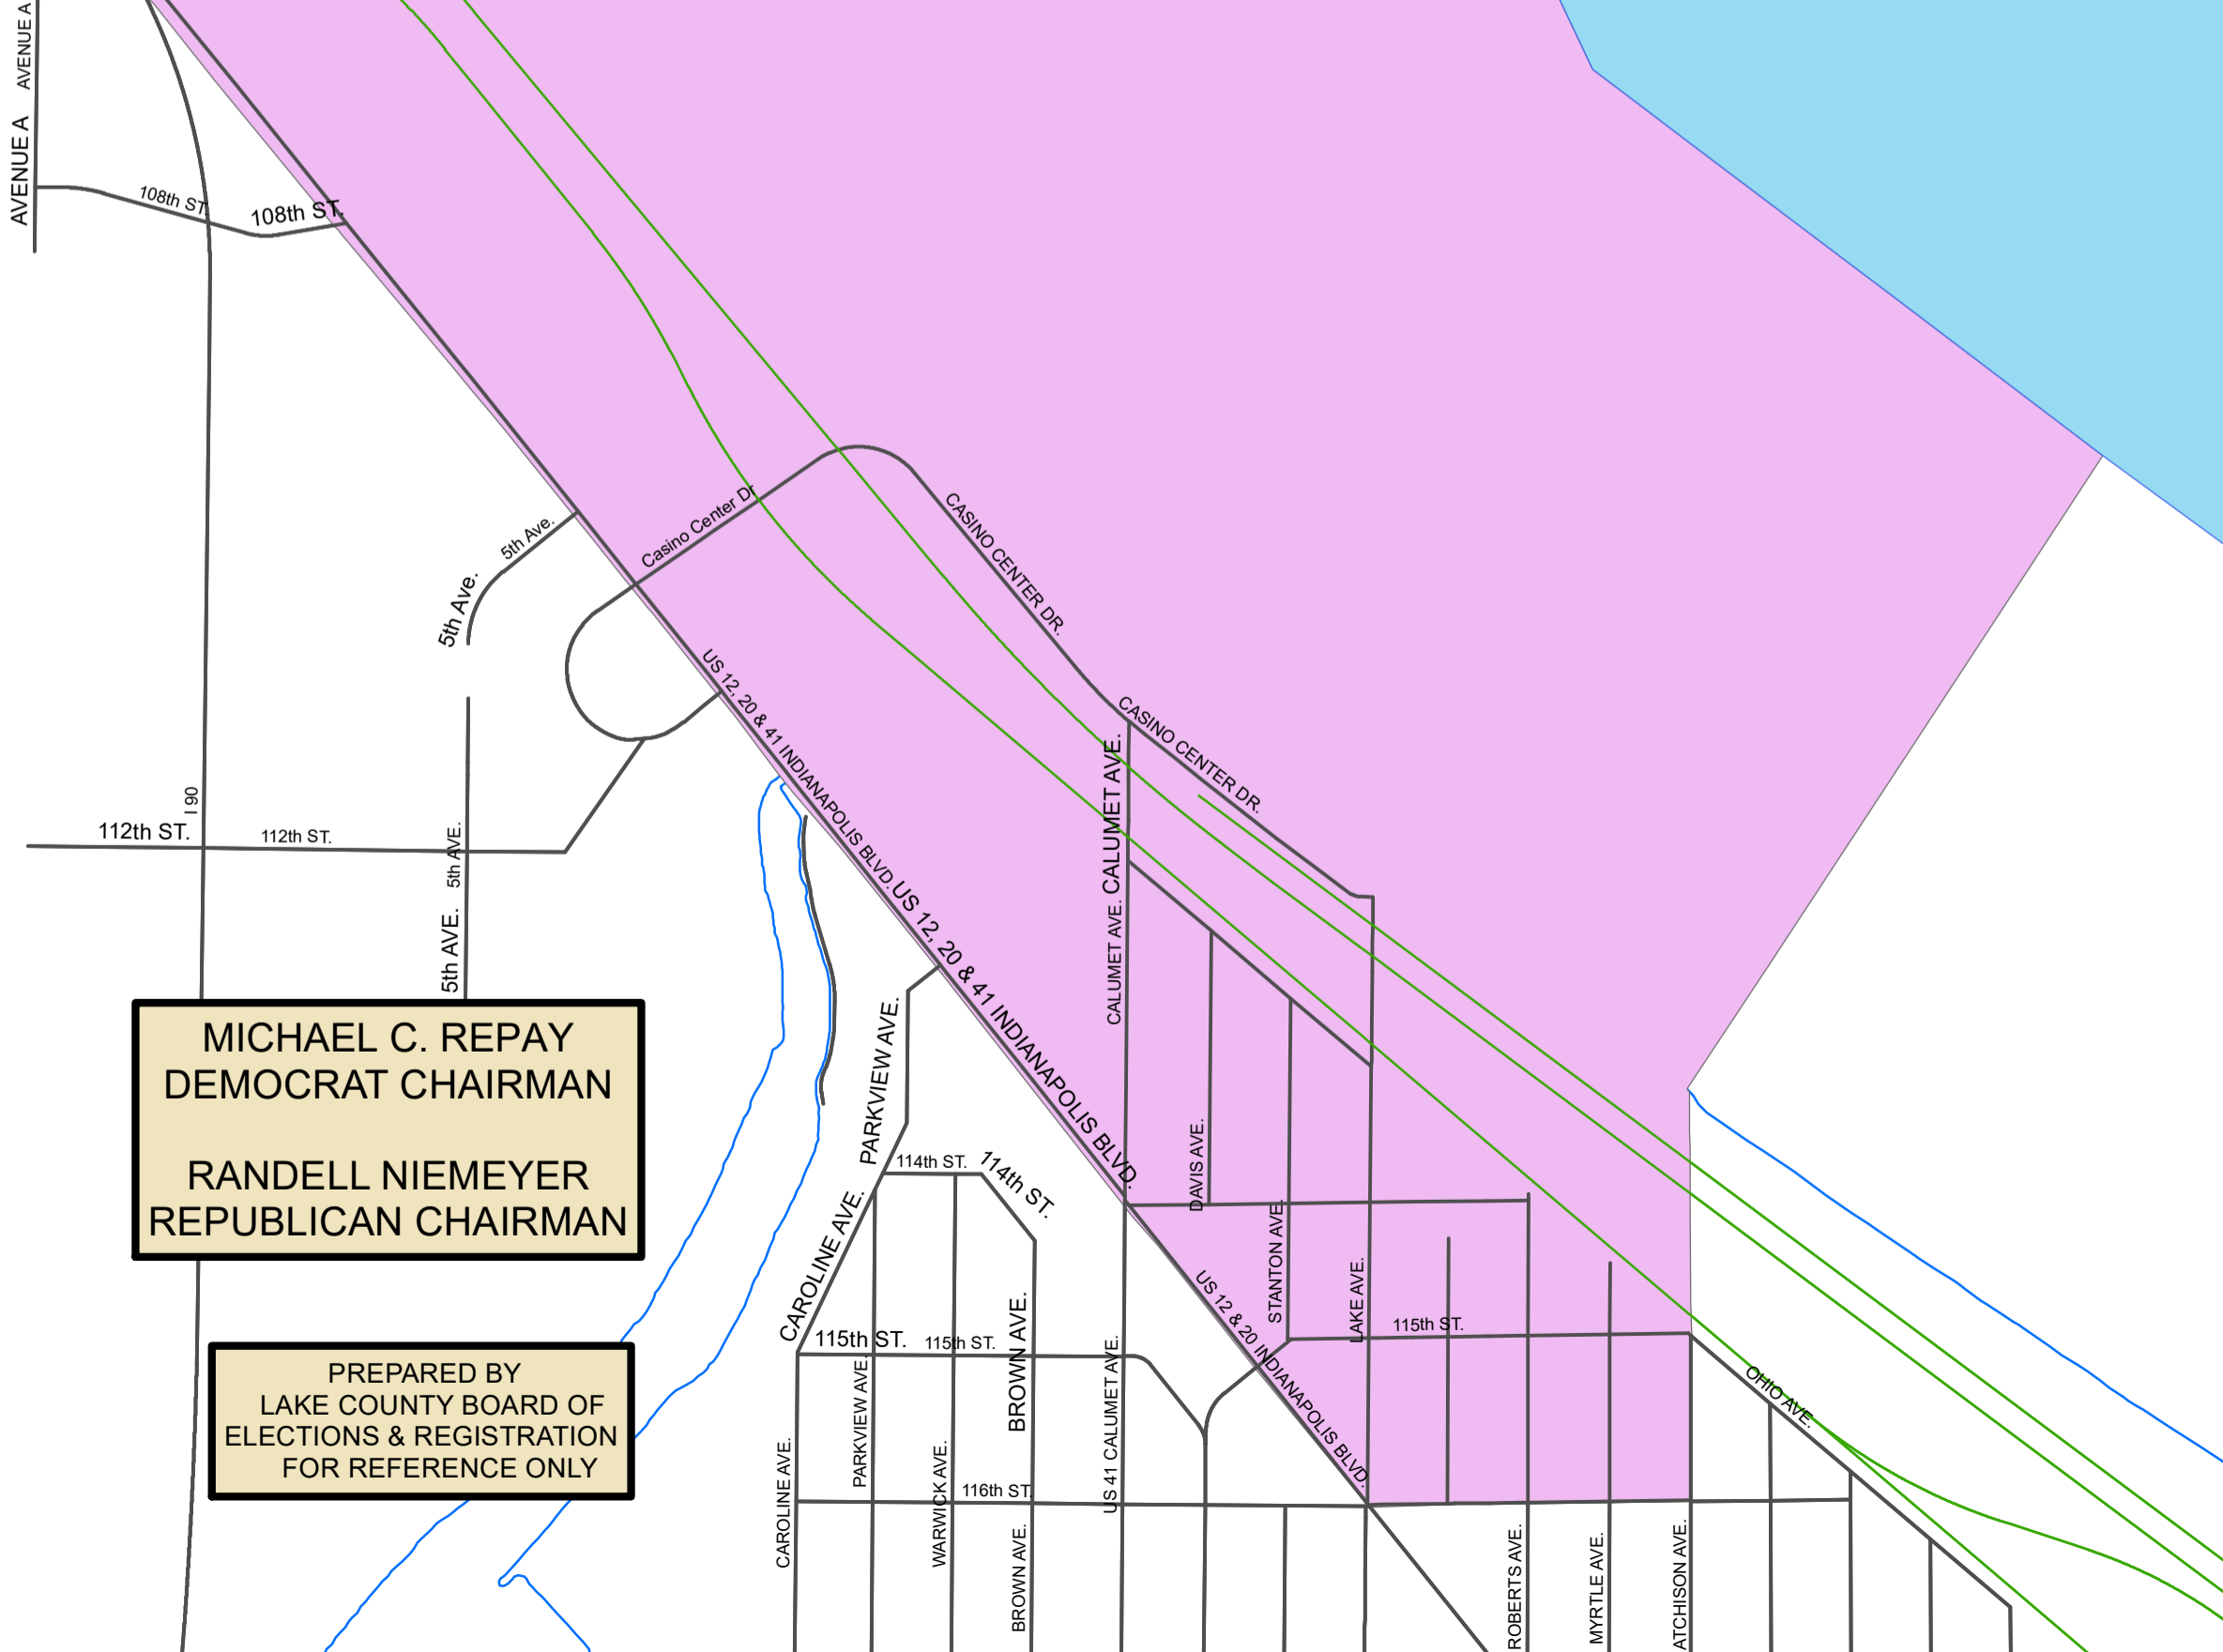 AVENUE A
AVENUE A
108th ST.
108th ST.
5th Ave.
5th Ave.
Casino Center Dr
CASINO CENTER DR.
CASINO CENTER DR.
US 12, 20 & 41 INDIANAPOLIS BLVD.
US 12, 20 & 41 INDIANAPOLIS BLVD.
CALUMET AVE.
CALUMET AVE.
I 90
112th ST.
112th ST.
5th AVE.
5th AVE.
MICHAEL C. REPAY
DEMOCRAT CHAIRMAN
RANDELL NIEMEYER
REPUBLICAN CHAIRMAN
PARKVIEW AVE.
114th ST.
114th ST.
CAROLINE AVE.
DAVIS AVE.
STANTON AVE.
LAKE AVE.
US 12 & 20 INDIANAPOLIS BLVD.
115th ST.
115th ST.
115th ST.
BROWN AVE.
US 41 CALUMET AVE.
OHIO AVE.
PREPARED BY
LAKE COUNTY BOARD OF
ELECTIONS & REGISTRATION
FOR REFERENCE ONLY
CAROLINE AVE.
PARKVIEW AVE.
WARWICK AVE.
116th ST.
BROWN AVE.
ROBERTS AVE.
MYRTLE AVE.
ATCHISON AVE.